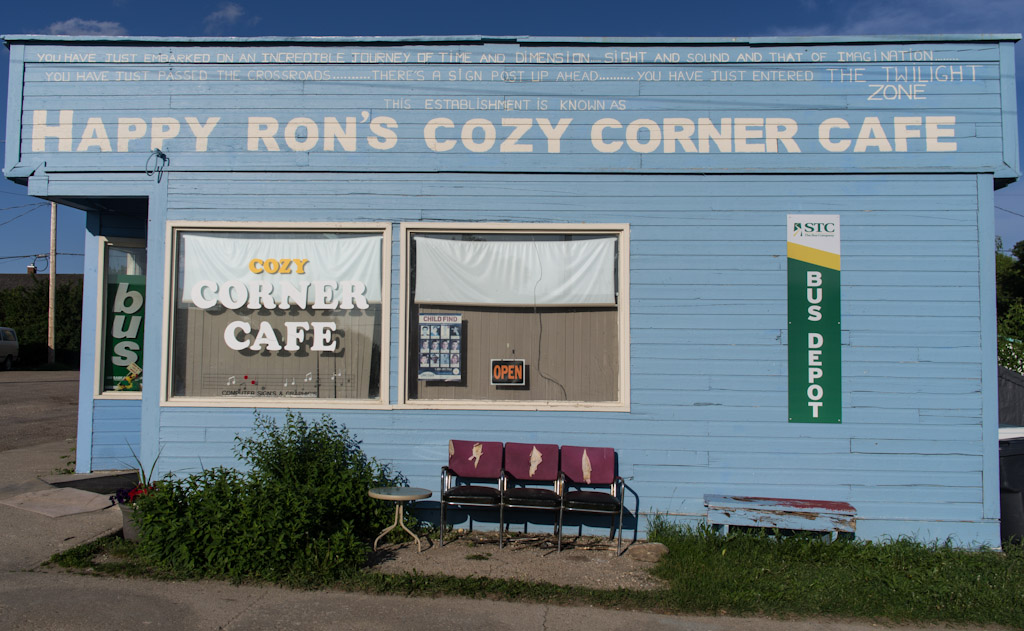 YOU HAVE JUST EMBARKED ON AN INCREDIBLE JOURNEY OF TIME AND DIMENSION, SIGHT AND SOUND AND THAT OF IMAGINATION......
YOU HAVE JUST PASSED THE CROSSROADS..........THERE'S A SIGN POST UP AHEAD.........YOU HAVE JUST ENTERED THE TWILIGHT
ZONE
THIS ESTABLISHMENT IS KNOWN AS
HAPPY RON'S COZY CORNER CAFE
COZY
CORNER
CAFE
CHILD FIND
OPEN
bus
STC
BUS DEPOT